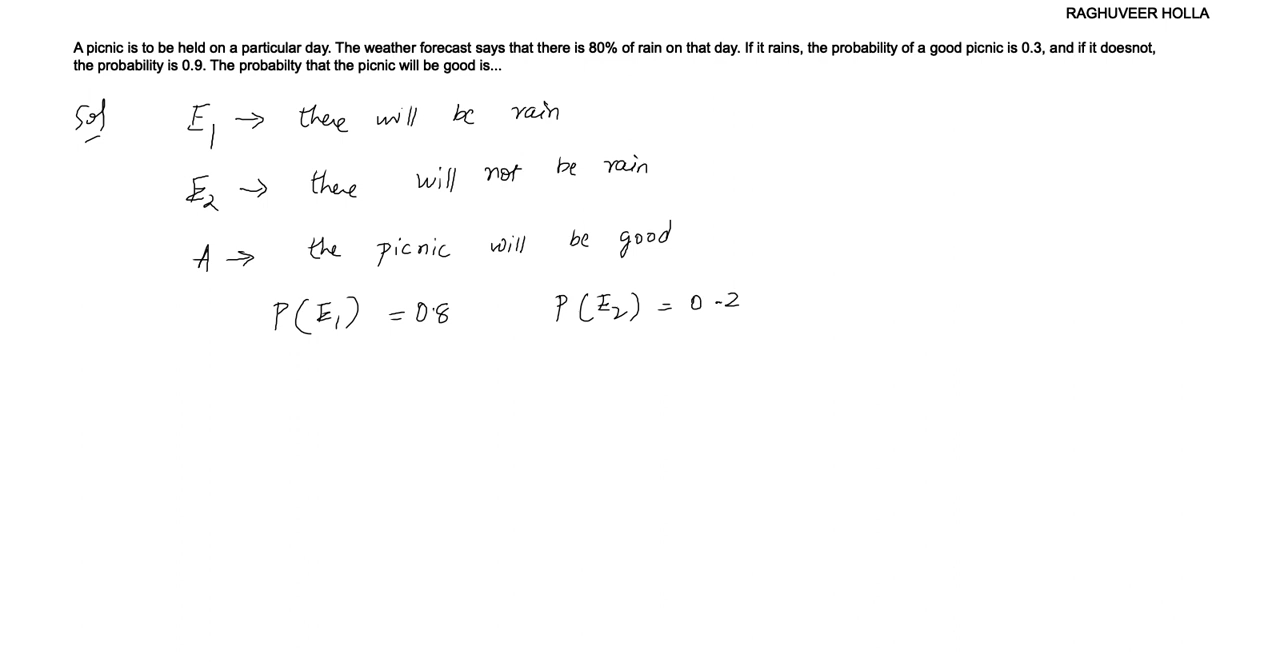 RAGHUVEER HOLLA
A picnic is to be held on a particular day. The weather forecast says that there is 80% of rain on that day. If it rains, the probability of a good picnic is 0.3, and if it doesnot,
the probability is 0.9. The probabilty that the picnic will be good is...
Sol E₁ → there will be rain
E₂ → there will not be rain
A → the picnic will be good
P(E₁) = 0.8 P(E₂) = 0.2